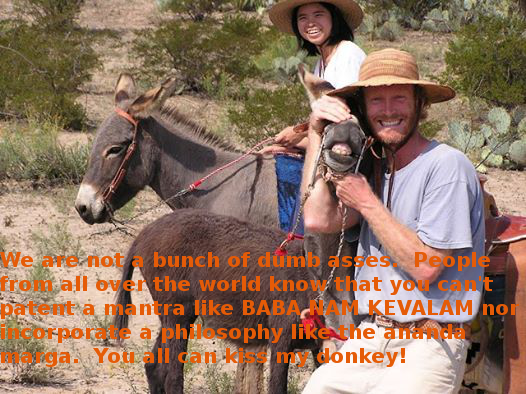 We are not a bunch of dumb asses.  People
from all over the world know that you can't
patent a mantra like BABA NAM KEVALAM nor
incorporate a philosophy like the ananda
marga.  You all can kiss my donkey!